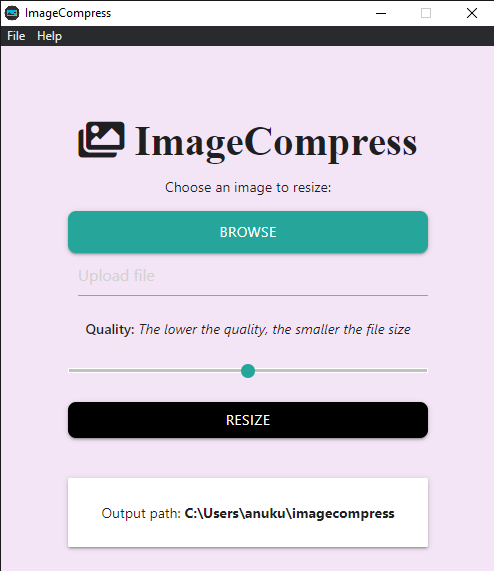 ImageCompress
File Help
ImageCompress
Choose an image to resize:
BROWSE
Upload file
Quality: The lower the quality, the smaller the file size
RESIZE
Output path: C:\Users\anuku\imagecompress